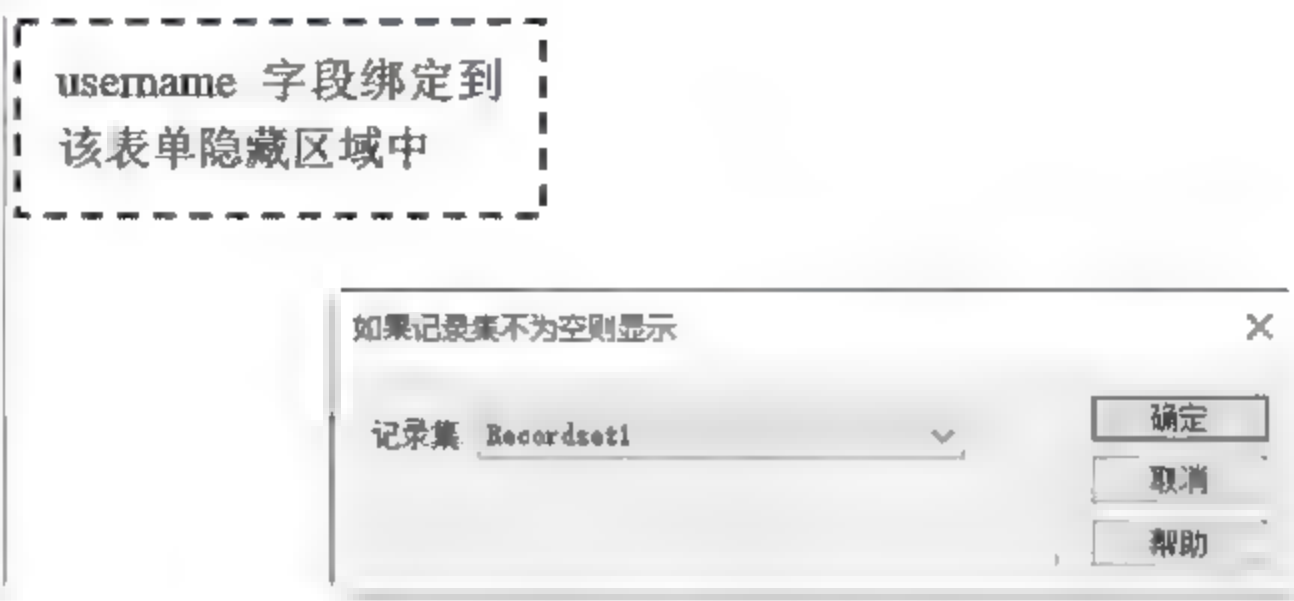 username 字段绑定到
该表单隐藏区域中
如果记录集不为空则显示
记录集 Recordset1
确定
取消
帮助